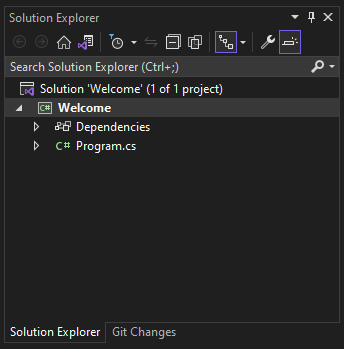 Solution Explorer
Search Solution Explorer (Ctrl+;)
Solution 'Welcome' (1 of 1 project)
C# Welcome
Dependencies
C# Program.cs
Solution Explorer Git Changes